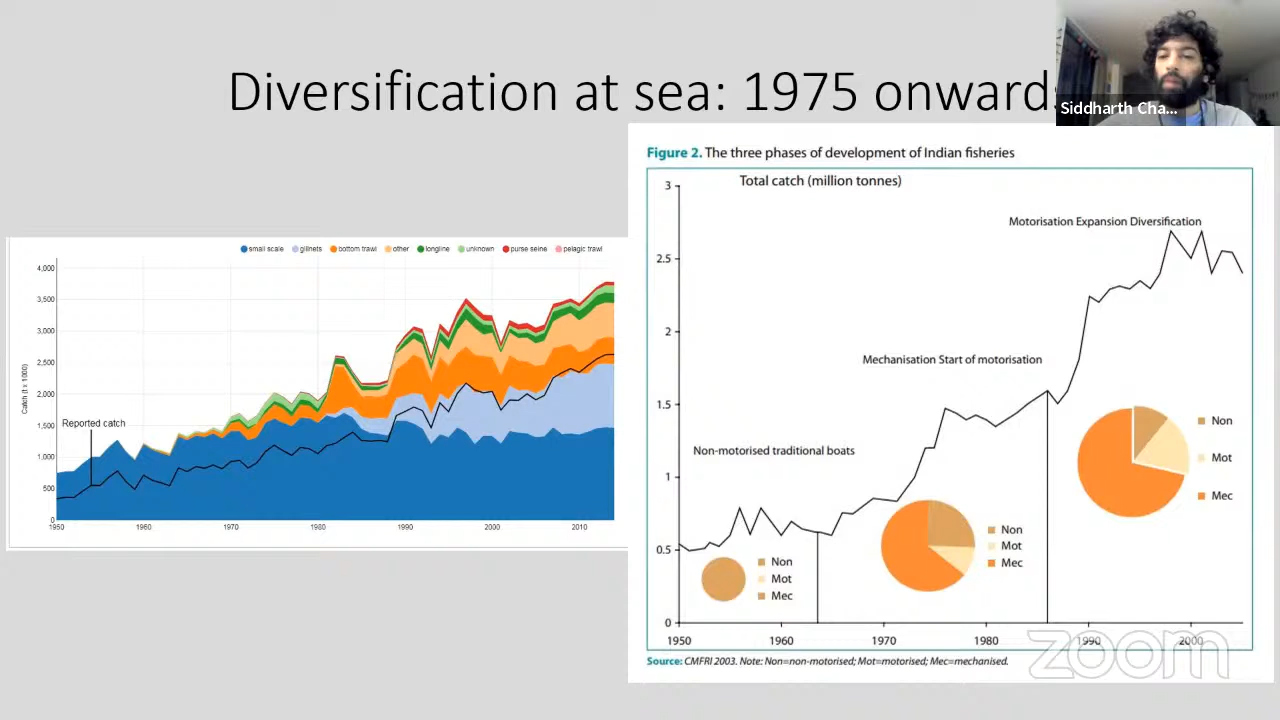 Diversification at sea: 1975 onwards
Siddharth Cha...
small scale gillnets bottom trawl other longline unknown purse seine pelagic trawl
4,000
3,500
3,000
2,500
2,000
1,500
1,000
500
0
Catch (t x 1000)
Reported catch
1950 1960 1970 1980 1990 2000 2010
Figure 2. The three phases of development of Indian fisheries
Total catch (million tonnes)
3
2.5
2
1.5
1
0.5
0
Motorisation Expansion Diversification
Mechanisation Start of motorisation
Non-motorised traditional boats
Non
Mot
Mec
Non
Mot
Mec
Non
Mot
Mec
1950 1960 1970 1980 1990 2000
Source: CMFRI 2003. Note: Non=non-motorised; Mot=motorised; Mec=mechanised.
zoom